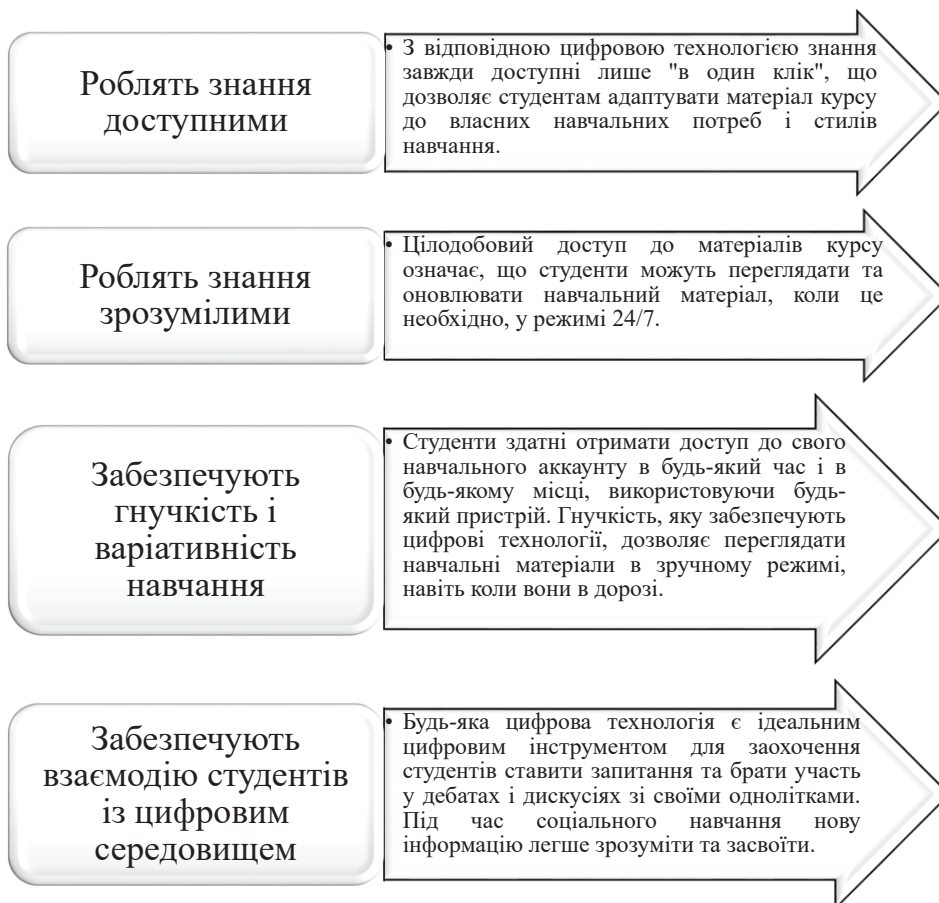 Роблять знання
доступними
• З відповідною цифровою технологією знання
завжди доступні лише "в один клік", що
дозволяє студентам адаптувати матеріал курсу
до власних навчальних потреб і стилів
навчання.
Роблять знання
зрозумілими
• Цілодобовий доступ до матеріалів курсу
означає, що студенти можуть переглядати та
оновлювати навчальний матеріал, коли це
необхідно, у режимі 24/7.
Забезпечують
гнучкість і
варіативність
навчання
• Студенти здатні отримати доступ до свого
навчального аккаунту в будь-який час і в
будь-якому місці, використовуючи будь-
який пристрій. Гнучкість, яку забезпечують
цифрові технології, дозволяє переглядати
навчальні матеріали в зручному режимі,
навіть коли вони в дорозі.
Забезпечують
взаємодію студентів
із цифровим
середовищем
• Будь-яка цифрова технологія є ідеальним
цифровим інструментом для заохочення
студентів ставити запитання та брати участь
у дебатах і дискусіях зі своїми однолітками.
Під час соціального навчання нову
інформацію легше зрозуміти та засвоїти.